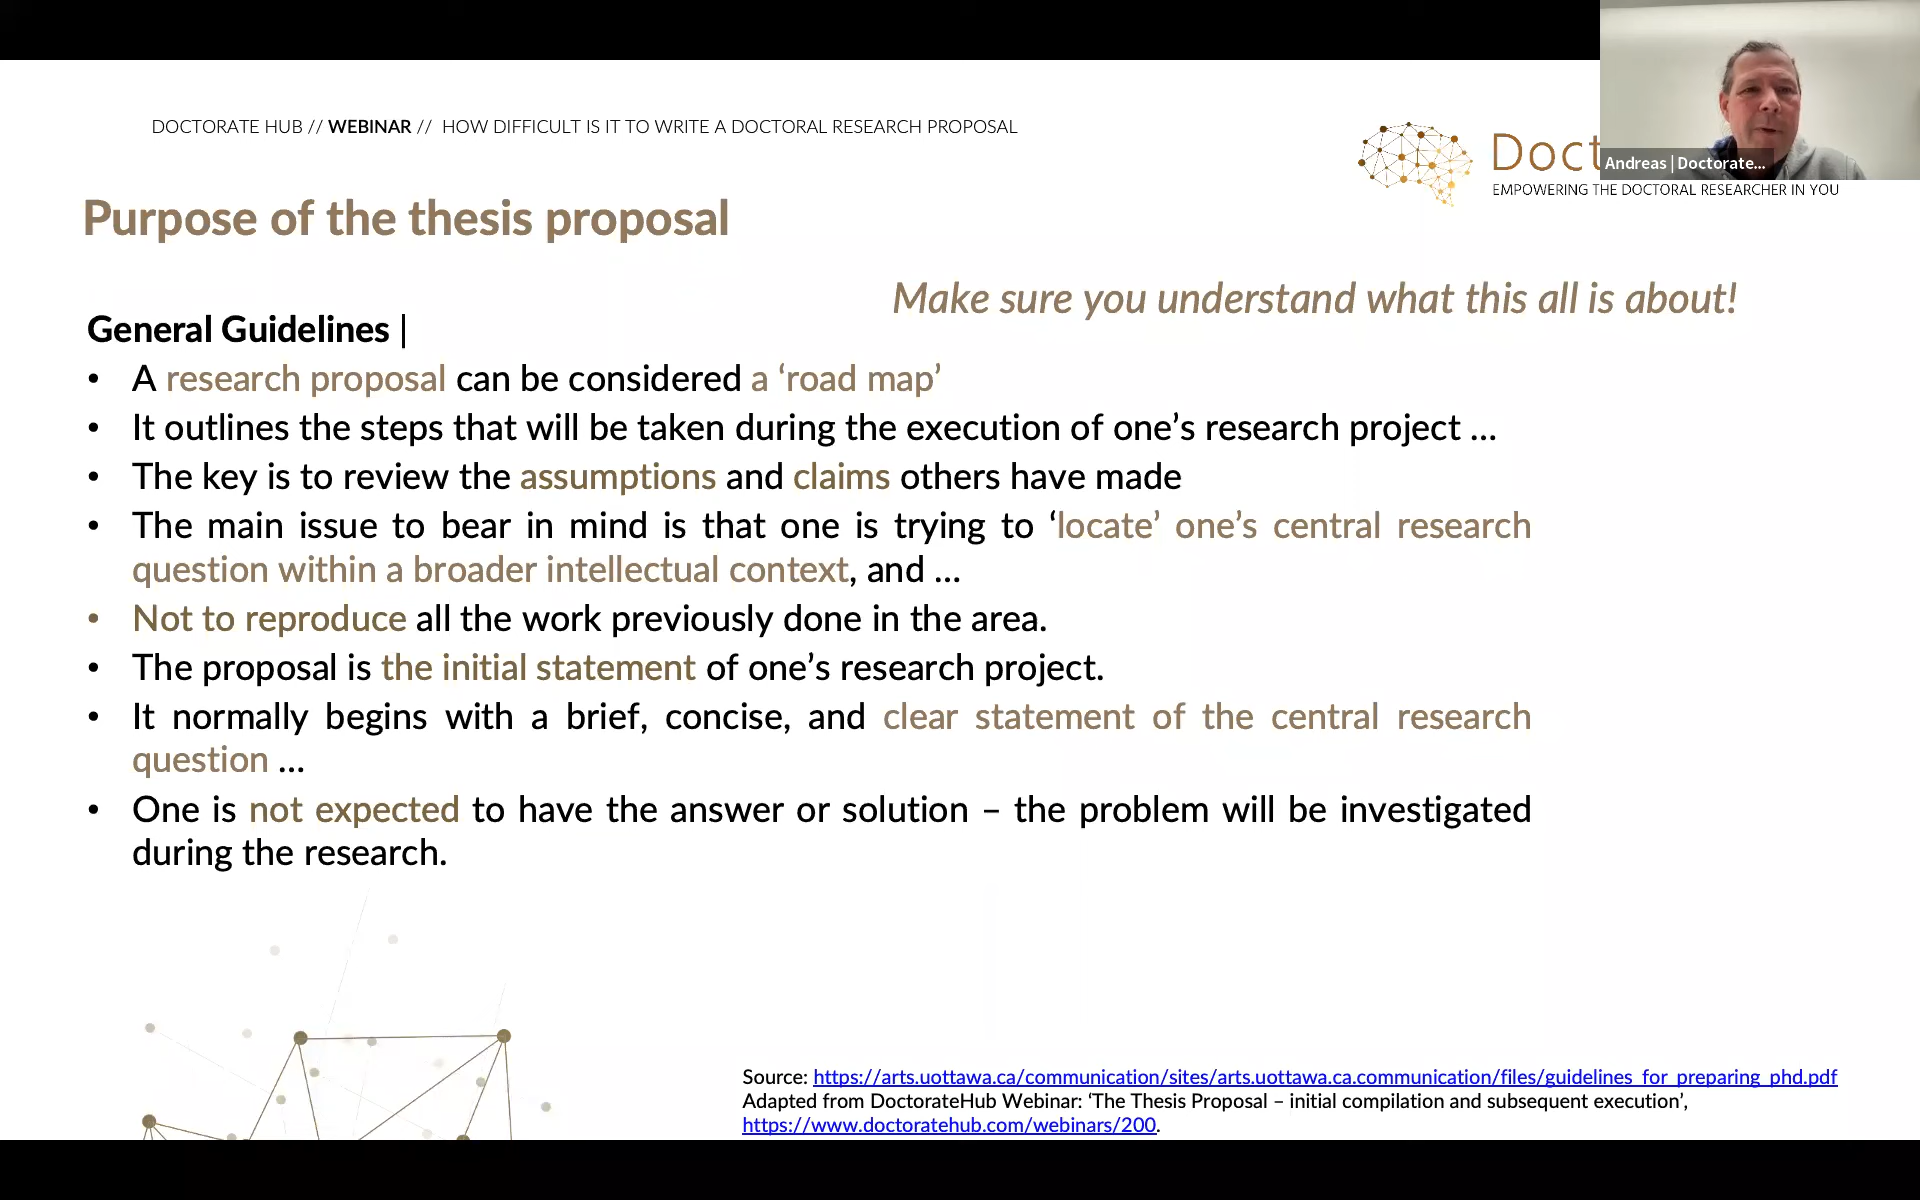 DOCTORATE HUB // WEBINAR // HOW DIFFICULT IS IT TO WRITE A DOCTORAL RESEARCH PROPOSAL
Doct
Andreas | Doctorate...
EMPOWERING THE DOCTORAL RESEARCHER IN YOU
Purpose of the thesis proposal
Make sure you understand what this all is about!
General Guidelines |
• A research proposal can be considered a ‘road map’
• It outlines the steps that will be taken during the execution of one’s research project ...
• The key is to review the assumptions and claims others have made
• The main issue to bear in mind is that one is trying to ‘locate’ one’s central research
question within a broader intellectual context, and ...
• Not to reproduce all the work previously done in the area.
• The proposal is the initial statement of one’s research project.
• It normally begins with a brief, concise, and clear statement of the central research
question ...
• One is not expected to have the answer or solution – the problem will be investigated
during the research.
Source: https://arts.uottawa.ca/communication/sites/arts.uottawa.ca.communication/files/guidelines_for_preparing_phd.pdf
Adapted from DoctorateHub Webinar: ‘The Thesis Proposal – initial compilation and subsequent execution’,
https://www.doctoratehub.com/webinars/200.